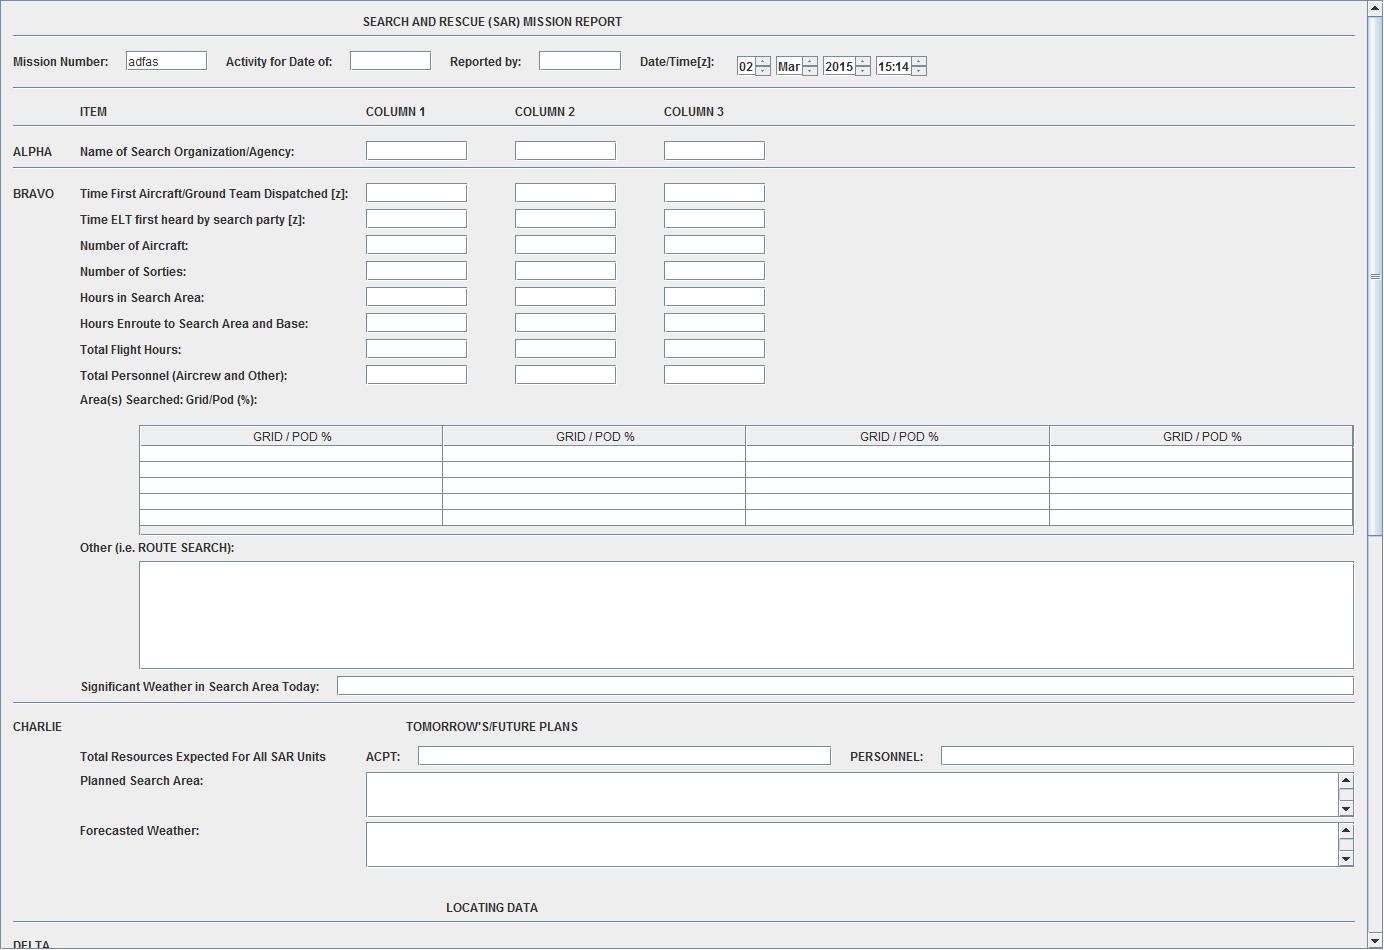 SEARCH AND RESCUE (SAR) MISSION REPORT
Mission Number: adfas Activity for Date of: Reported by: Date/Time[z]: 02 Mar 2015 15:14
ITEM COLUMN 1 COLUMN 2 COLUMN 3
ALPHA Name of Search Organization/Agency:
BRAVO Time First Aircraft/Ground Team Dispatched [z]:
Time ELT first heard by search party [z]:
Number of Aircraft:
Number of Sorties:
Hours in Search Area:
Hours Enroute to Search Area and Base:
Total Flight Hours:
Total Personnel (Aircrew and Other):
Area(s) Searched: Grid/Pod (%):
GRID / POD % GRID / POD % GRID / POD % GRID / POD %
Other (i.e. ROUTE SEARCH):
Significant Weather in Search Area Today:
CHARLIE TOMORROW'S/FUTURE PLANS
Total Resources Expected For All SAR Units ACPT: PERSONNEL:
Planned Search Area:
Forecasted Weather:
LOCATING DATA
DELTA